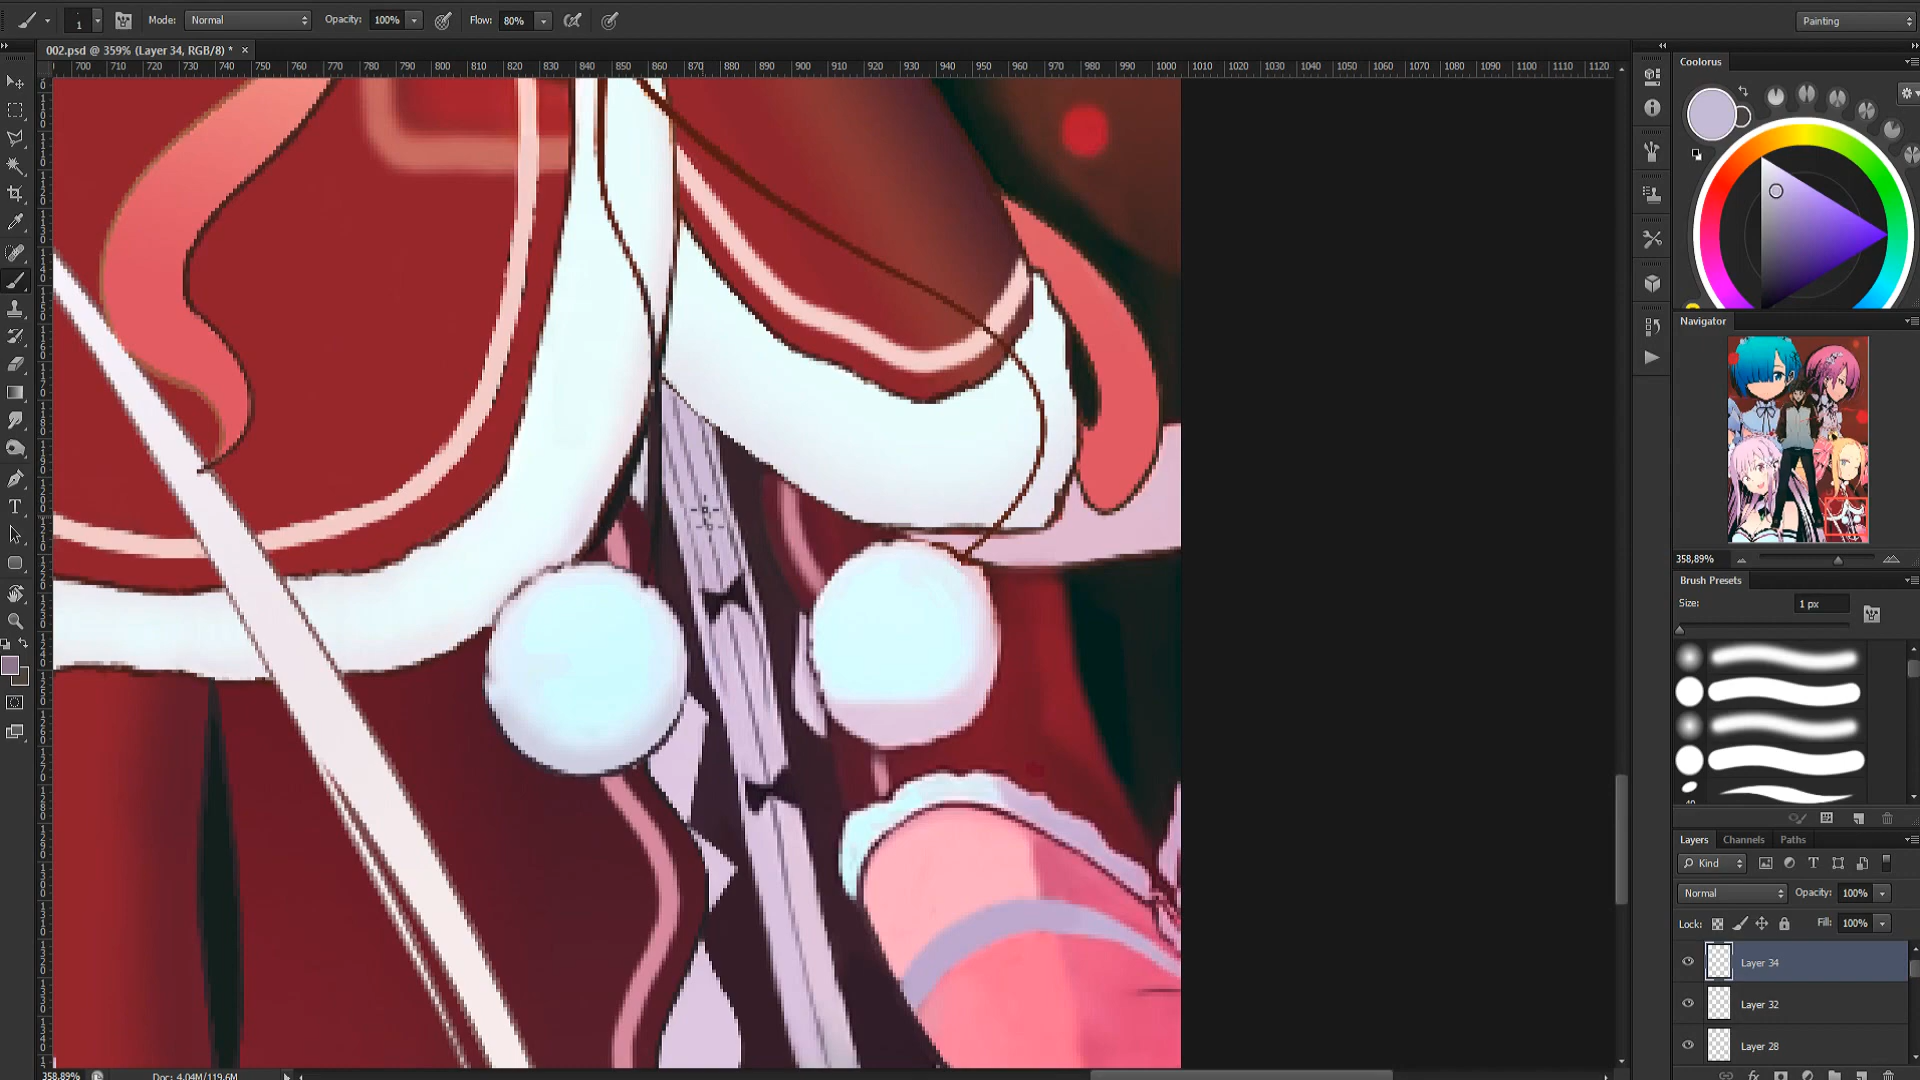 1 Mode: Normal Opacity: 100% Flow: 80% Painting
002.psd @ 359% (Layer 34, RGB/8) * ×
700 710 720 730 740 750 760 770 780 790 800 810 820 830 840 850 860 870 880 890 900 910 920 930 940 950 960 970 980 990 1000 1010 1020 1030 1040 1050 1060 1070 1080 1090 1100 1110 1120
Coolorus
Navigator
358,89%
Brush Presets
Size: 1 px
Layers Channels Paths
Kind
Normal Opacity: 100%
Lock: Fill: 100%
Layer 34
Layer 32
Layer 28
358,89% Doc: 4,04M/119,6M